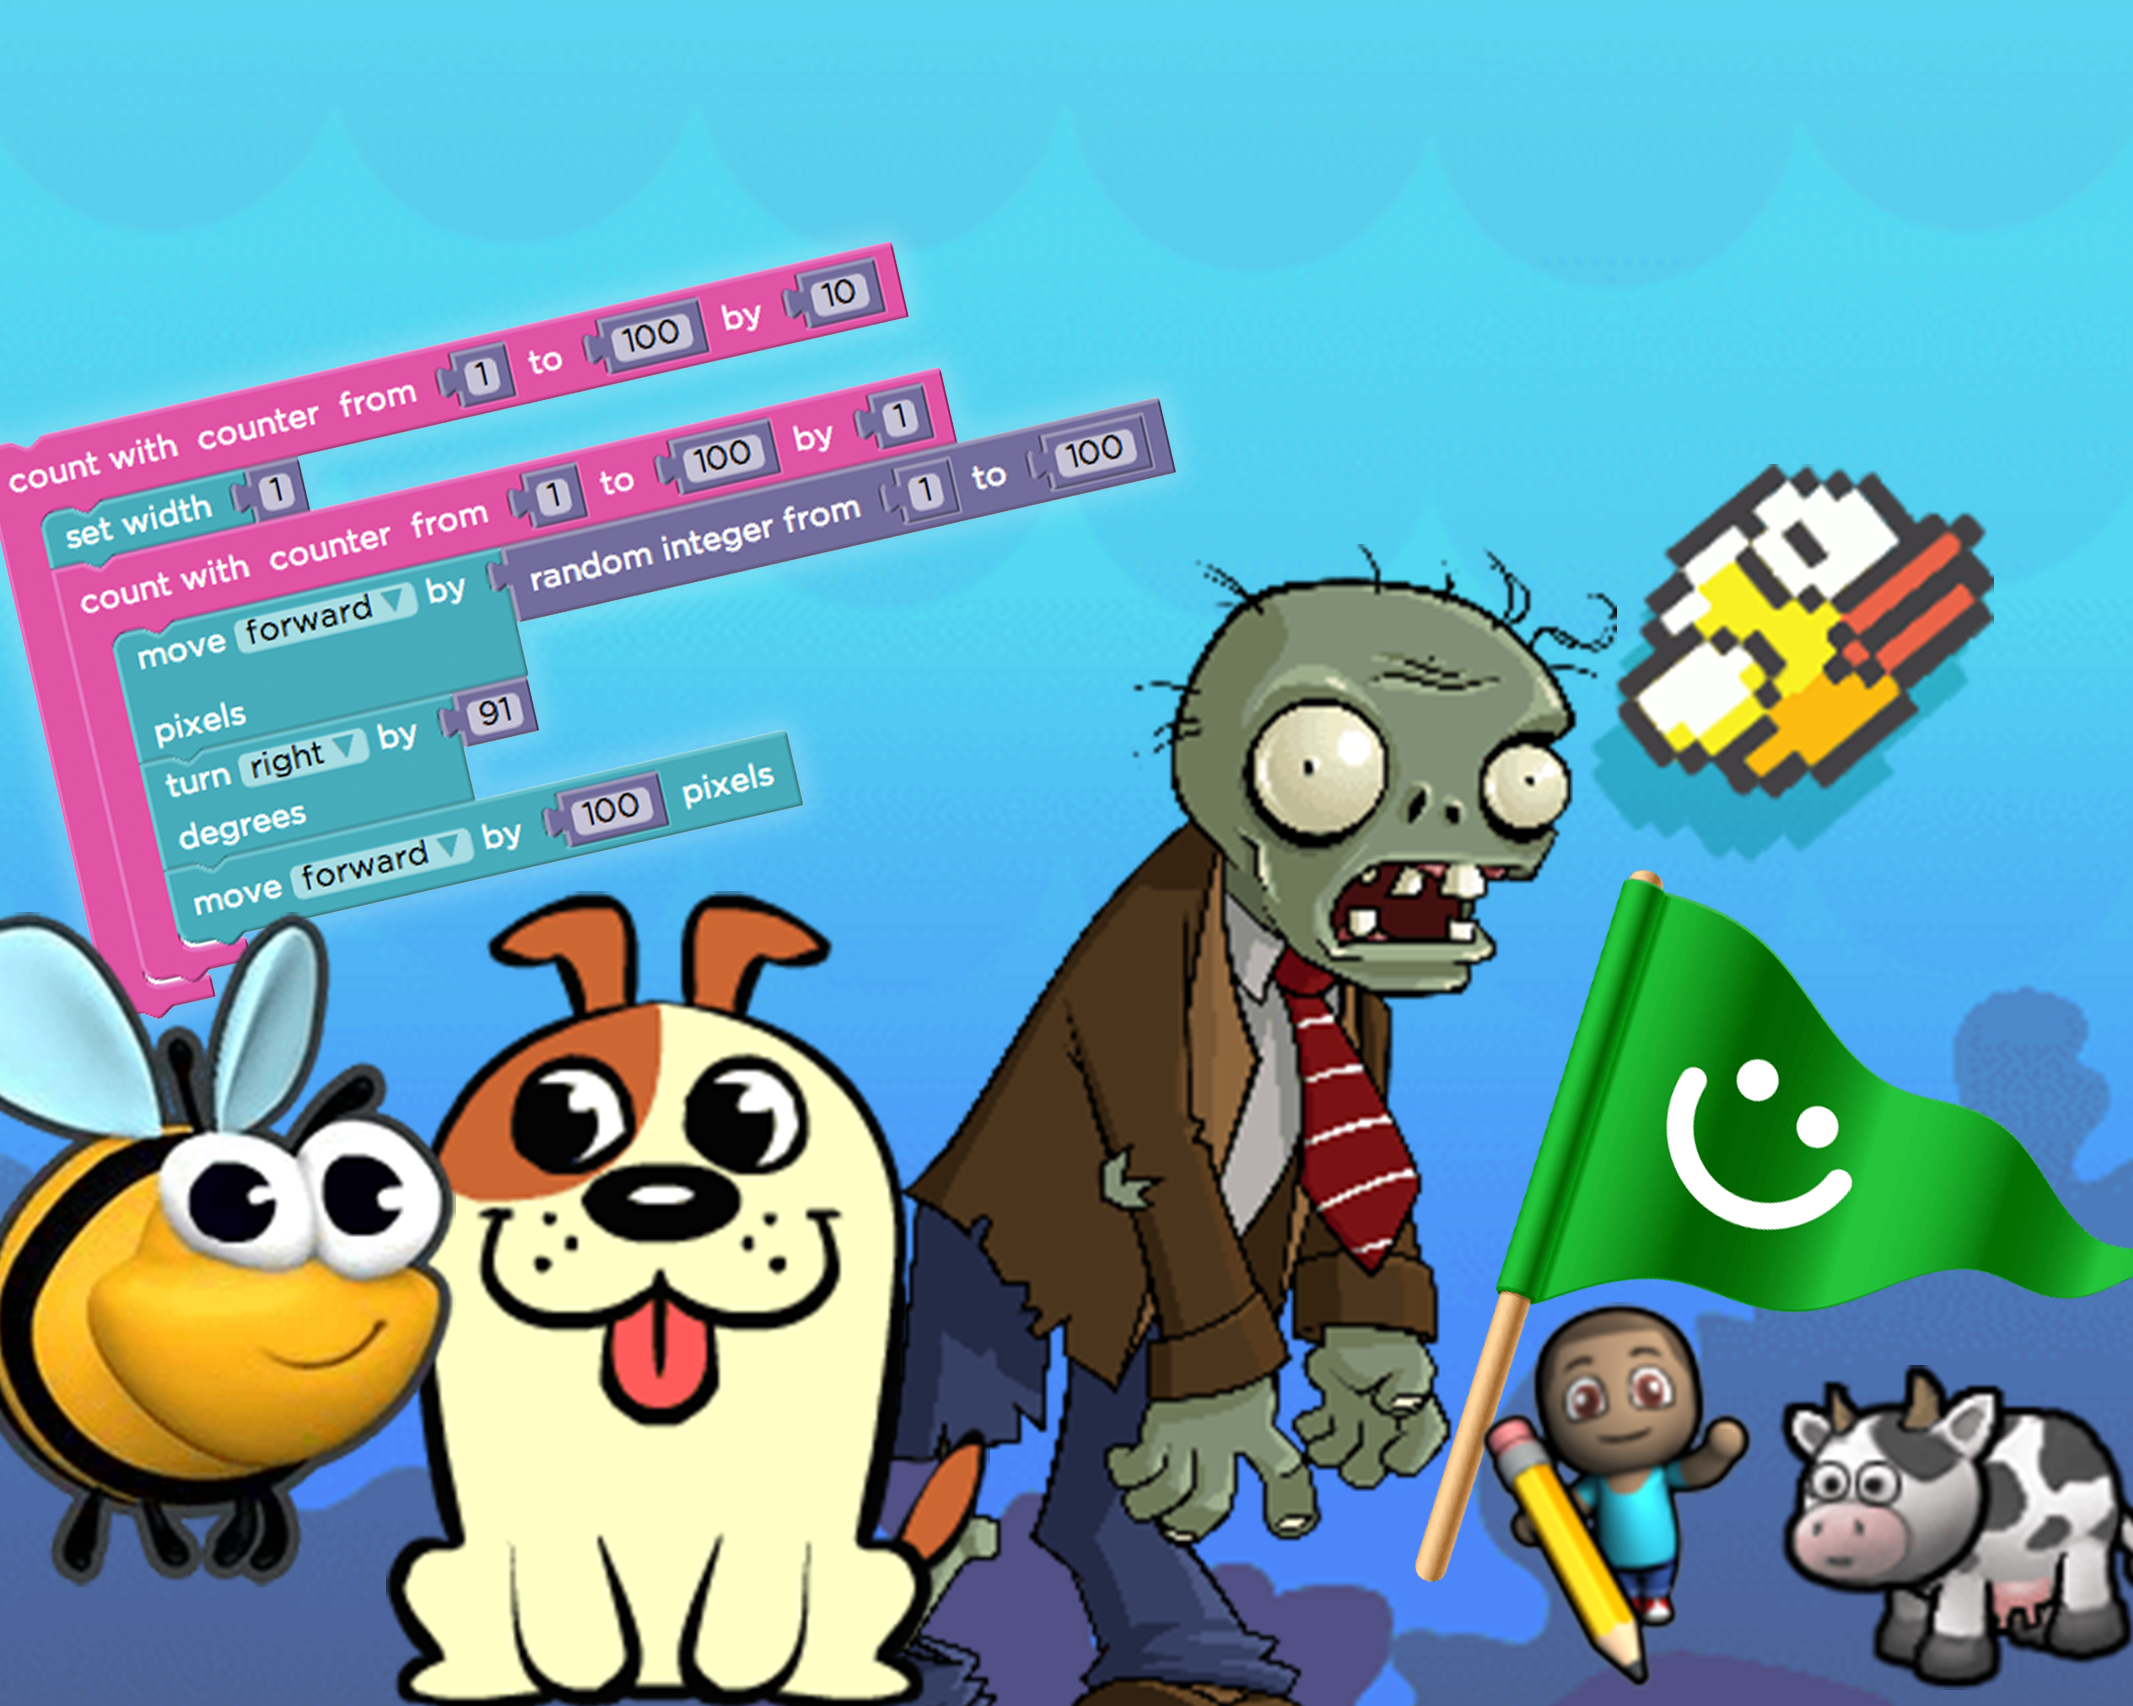 count with counter from 1 to 100 by 10
set width 1
count with counter from 1 to 100 by 1
move forward by random integer from 1 to 100
pixels
turn right by 91
degrees
move forward by 100 pixels